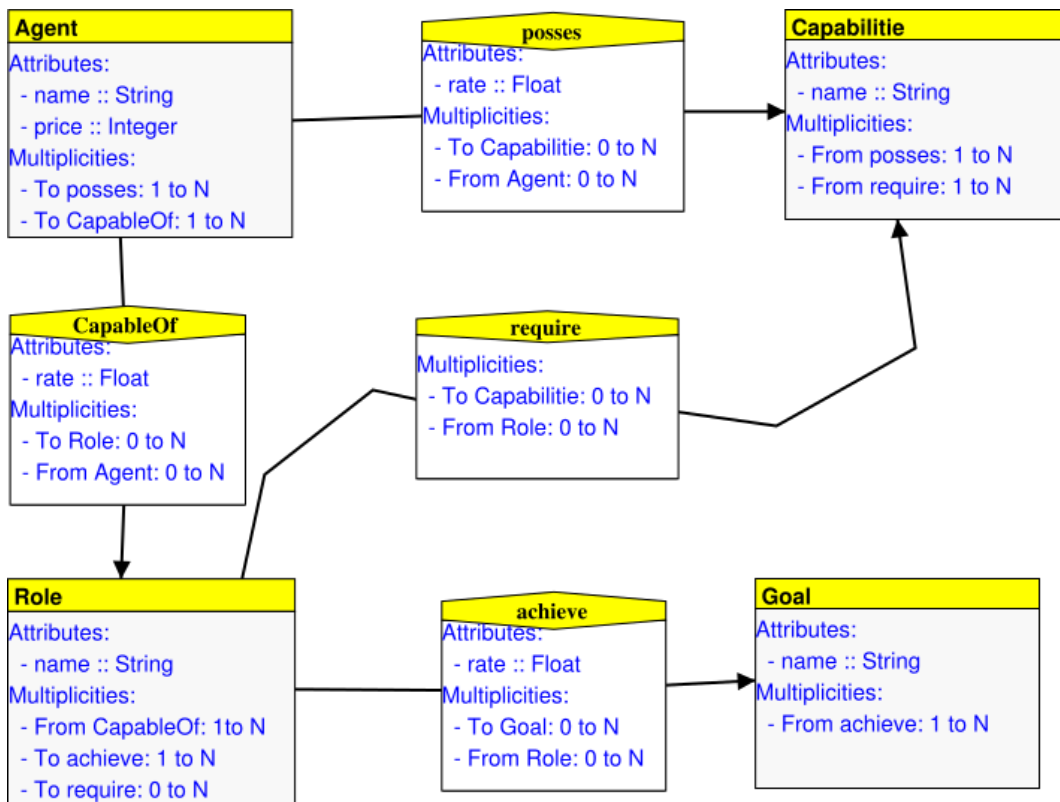 Agent
Attributes:
- name :: String
- price :: Integer
Multiplicities:
- To posses: 1 to N
- To CapableOf: 1 to N
posses
Attributes:
- rate :: Float
Multiplicities:
- To Capabilitie: 0 to N
- From Agent: 0 to N
Capabilitie
Attributes:
- name :: String
Multiplicities:
- From posses: 1 to N
- From require: 1 to N
CapableOf
Attributes:
- rate :: Float
Multiplicities:
- To Role: 0 to N
- From Agent: 0 to N
require
Multiplicities:
- To Capabilitie: 0 to N
- From Role: 0 to N
Role
Attributes:
- name :: String
Multiplicities:
- From CapableOf: 1to N
- To achieve: 1 to N
- To require: 0 to N
achieve
Attributes:
- rate :: Float
Multiplicities:
- To Goal: 0 to N
- From Role: 0 to N
Goal
Attributes:
- name :: String
Multiplicities:
- From achieve: 1 to N